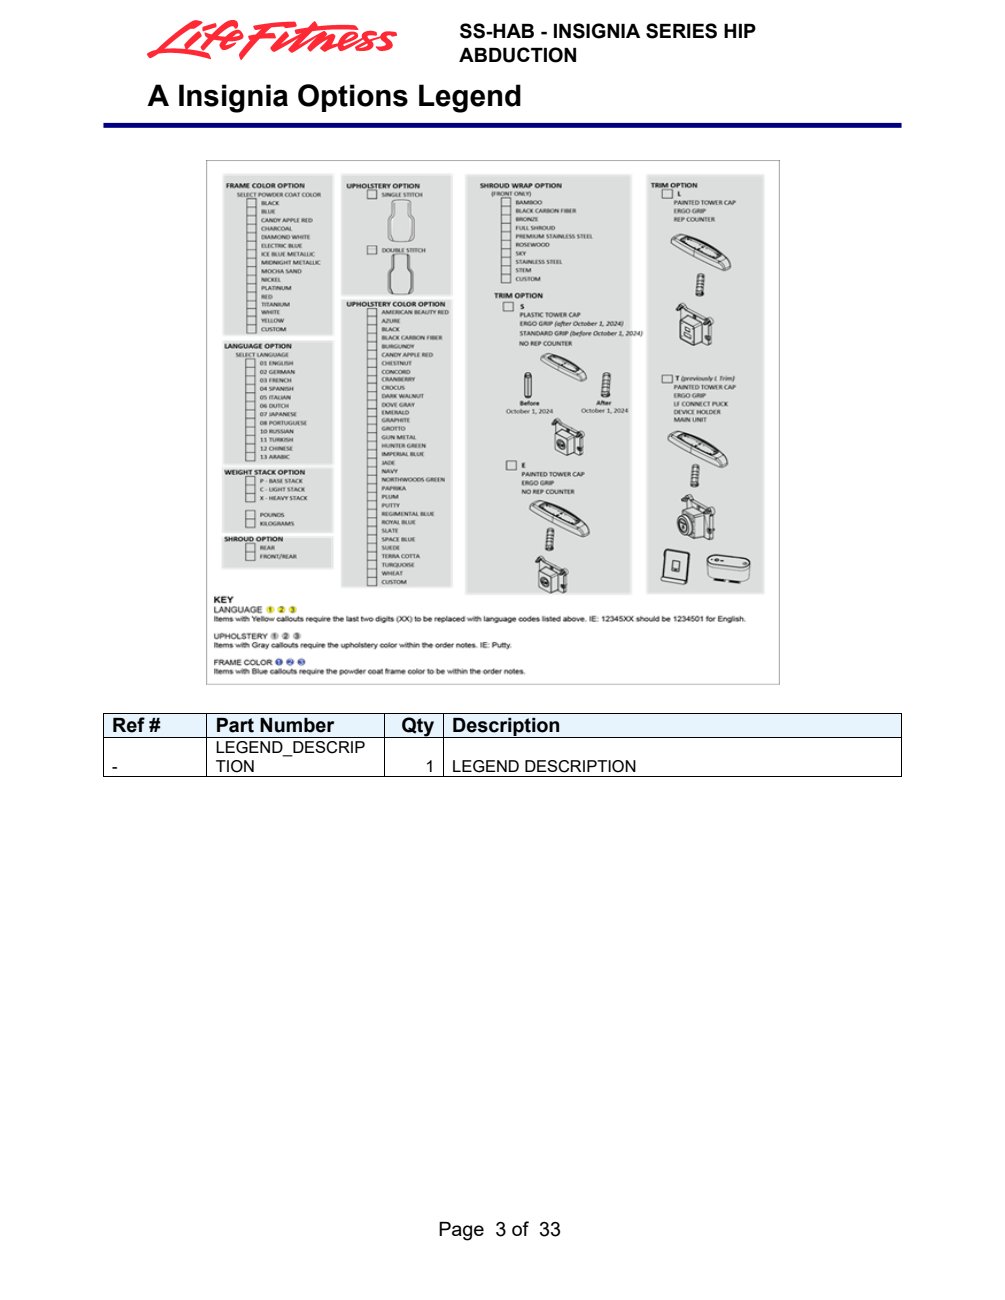 Life Fitness
SS-HAB - INSIGNIA SERIES HIP
ABDUCTION
A Insignia Options Legend
FRAME COLOR OPTION
SELECT POWDER COAT COLOR
BLACK
BLUE
CANDY APPLE RED
CHARCOAL
DIAMOND WHITE
ELECTRIC BLUE
ICE BLUE METALLIC
MIDNIGHT METALLIC
MOCHA SAND
NICKEL
PLATINUM
RED
TITANIUM
WHITE
YELLOW
CUSTOM
LANGUAGE OPTION
SELECT LANGUAGE
01 ENGLISH
02 GERMAN
03 FRENCH
04 SPANISH
05 ITALIAN
06 DUTCH
07 JAPANESE
08 PORTUGUESE
10 RUSSIAN
11 TURKISH
12 CHINESE
13 ARABIC
WEIGHT STACK OPTION
P - BASE STACK
C - LIGHT STACK
X - HEAVY STACK
POUNDS
KILOGRAMS
SHROUD OPTION
REAR
FRONT/REAR
UPHOLSTERY OPTION
SINGLE STITCH
DOUBLE STITCH
UPHOLSTERY COLOR OPTION
AMERICAN BEAUTY RED
AZURE
BLACK
BLACK CARBON FIBER
BURGUNDY
CANDY APPLE RED
CHESTNUT
CONCORD
CRANBERRY
CROCUS
DARK WALNUT
DOVE GRAY
EMERALD
GRAPHITE
GROTTO
GUN METAL
HUNTER GREEN
IMPERIAL BLUE
JADE
NAVY
NORTHWOODS GREEN
PAPRIKA
PLUM
PUTTY
REGIMENTAL BLUE
ROYAL BLUE
SLATE
SPACE BLUE
SUEDE
TERRA COTTA
TURQUOISE
WHEAT
CUSTOM
SHROUD WRAP OPTION
(FRONT ONLY)
BAMBOO
BLACK CARBON FIBER
BRONZE
FULL SHROUD
PREMIUM STAINLESS STEEL
ROSEWOOD
SKY
STAINLESS STEEL
STEM
CUSTOM
TRIM OPTION
S
PLASTIC TOWER CAP
ERGO GRIP (after October 1, 2024)
STANDARD GRIP (before October 1, 2024)
NO REP COUNTER
Before
October 1, 2024
After
October 1, 2024
E
PAINTED TOWER CAP
ERGO GRIP
NO REP COUNTER
TRIM OPTION
L
PAINTED TOWER CAP
ERGO GRIP
REP COUNTER
T (previously L Trim)
PAINTED TOWER CAP
ERGO GRIP
LF CONNECT PUCK
DEVICE HOLDER
MAIN UNIT
KEY
LANGUAGE 1 2 3
Items with Yellow callouts require the last two digits (XX) to be replaced with language codes listed above. IE: 12345XX should be 1234501 for English.
UPHOLSTERY 1 2 3
Items with Gray callouts require the upholstery color within the order notes. IE: Putty.
FRAME COLOR 1 2 3
Items with Blue callouts require the powder coat frame color to be within the order notes.
Ref # Part Number Qty Description
- LEGEND_DESCRIP
TION 1 LEGEND DESCRIPTION
Page 3 of 33